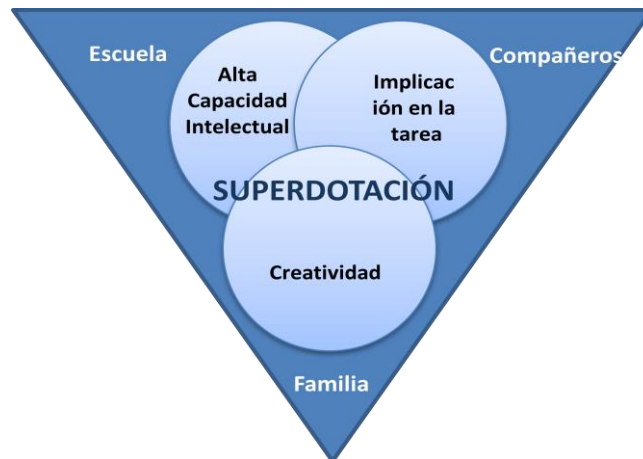 Escuela
Compañeros
Alta
Capacidad
Intelectual
Implicac
ión en la
tarea
SUPERDOTACIÓN
Creatividad
Familia